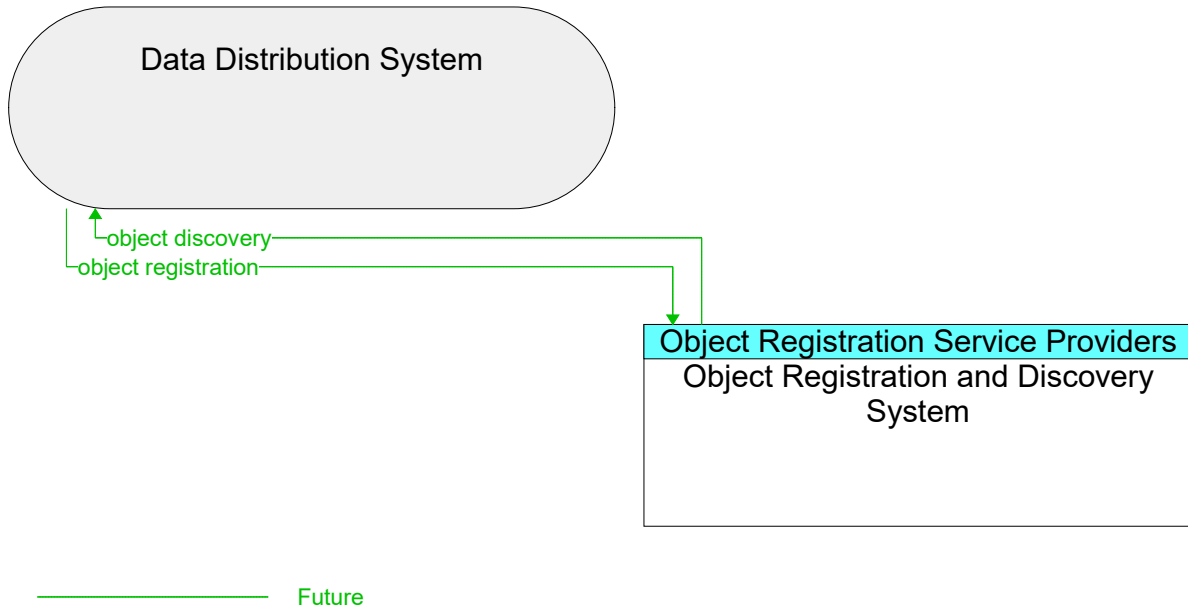 Data Distribution System
object discovery
object registration
Object Registration Service Providers
Object Registration and Discovery
System
Future